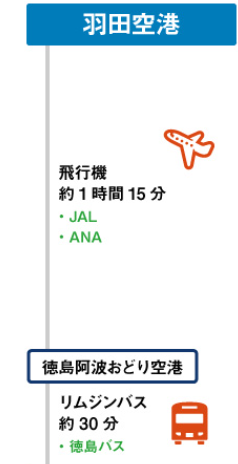 羽田空港
飛行機
約1時間15分
・JAL
・ANA
徳島阿波おどり空港
リムジンバス
約30分
・徳島バス